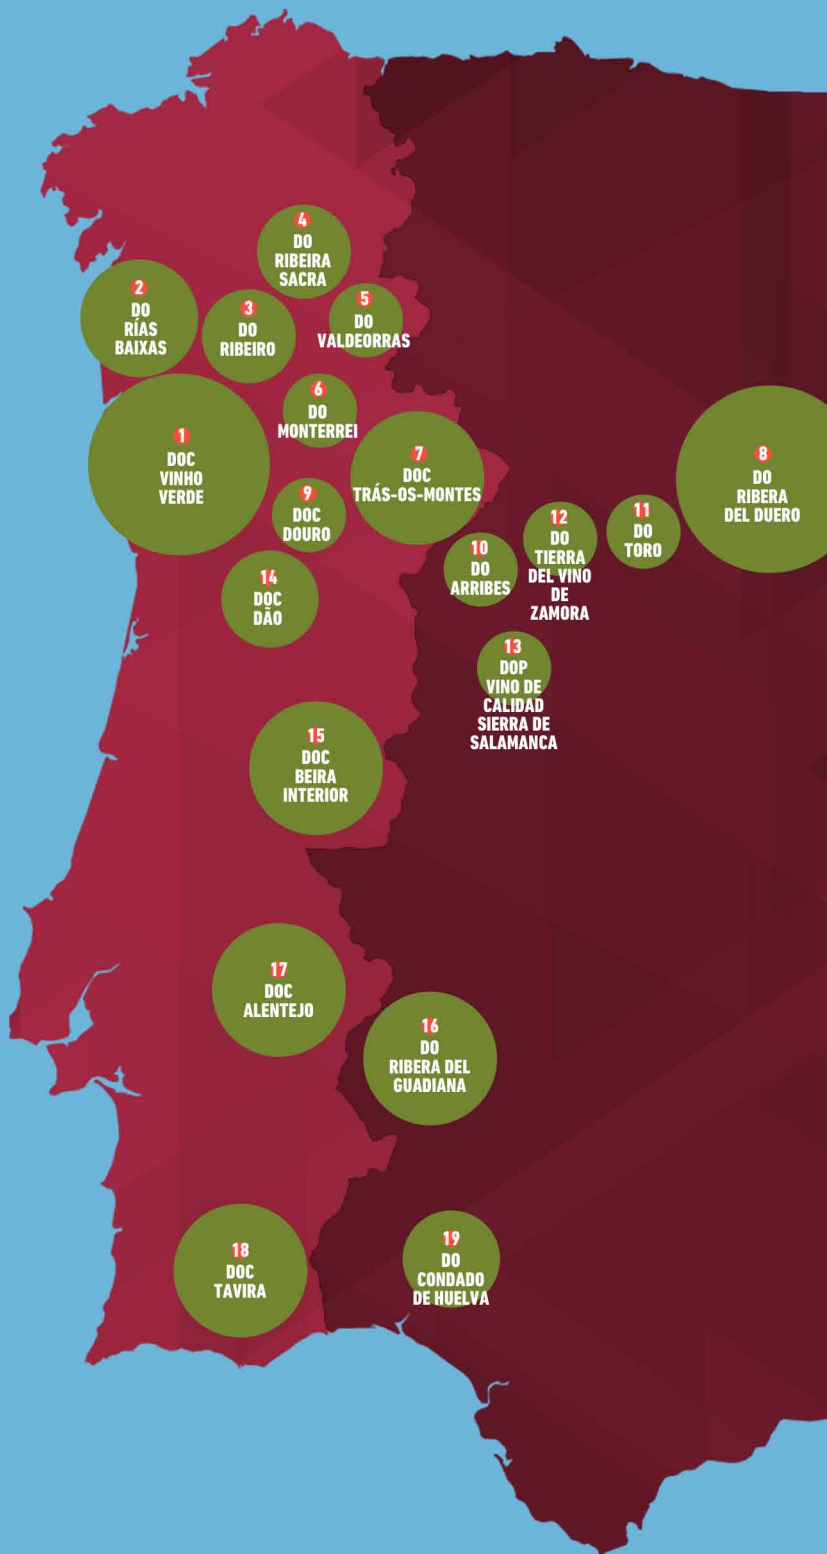 4
DO
RIBEIRA
SACRA
2
DO
RÍAS
BAIXAS
3
DO
RIBEIRO
5
DO
VALDEORRAS
6
DO
MONTERREI
1
DOC
VINHO
VERDE
7
DOC
TRÁS-OS-MONTES
8
DO
RIBERA
DEL DUERO
9
DOC
DOURO
10
DO
ARRIBES
12
DO
TIERRA
DEL VINO
DE
ZAMORA
11
DO
TORO
14
DOC
DÃO
13
DOP
VINO DE
CALIDAD
SIERRA DE
SALAMANCA
15
DOC
BEIRA
INTERIOR
17
DOC
ALENTEJO
16
DO
RIBERA DEL
GUADIANA
18
DOC
TAVIRA
19
DO
CONDADO
DE HUELVA